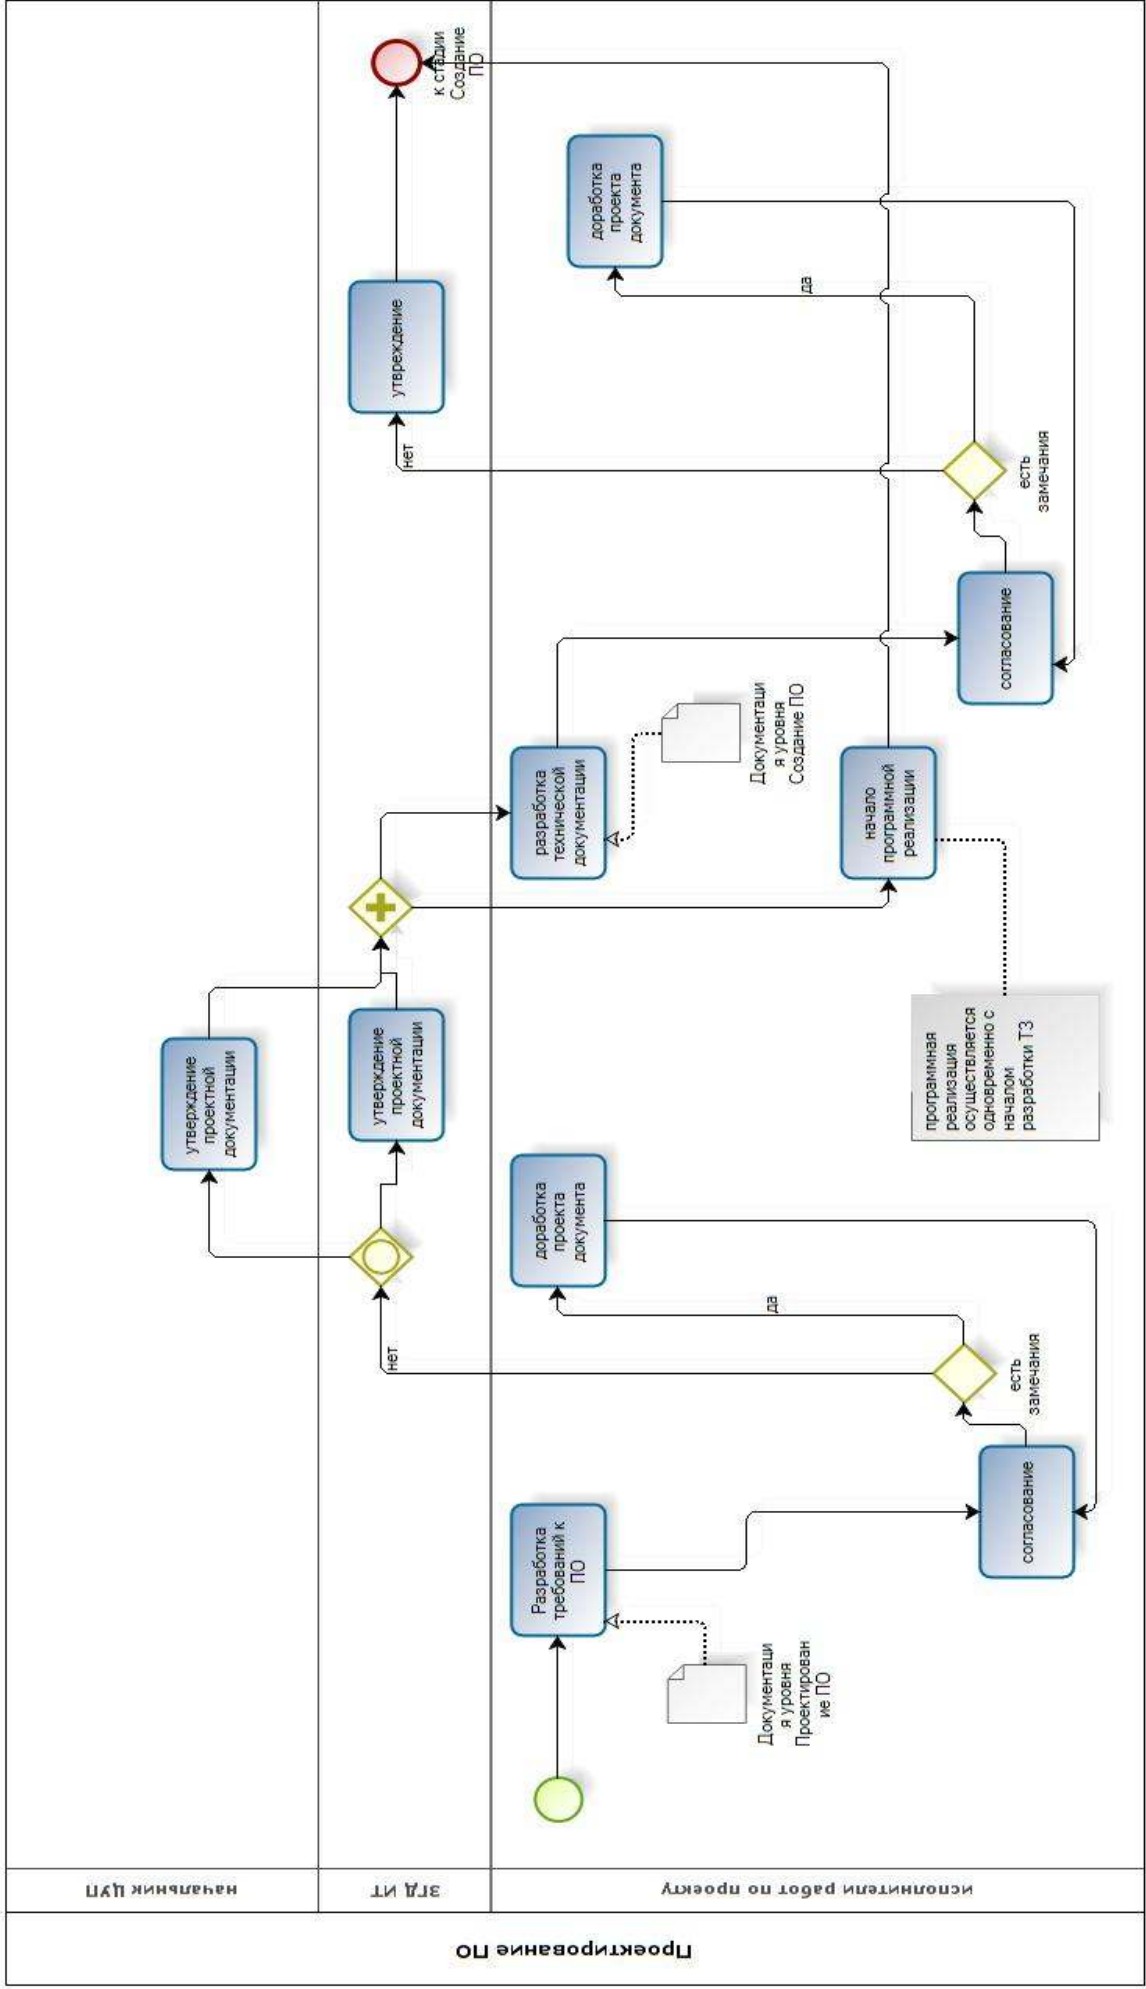 Проектирование ПО
начальник ЦУП
ЗГД ИТ
исполнители работ по проекту
Разработка
требований к
ПО
Документаци
я уровня
Проектирован
ие ПО
согласование
есть
замечания
да
нет
доработка
проекта
документа
утверждение
проектной
документации
утверждение
проектной
документации
программная
реализация
осуществляется
одновременно с
началом
разработки ТЗ
разработка
технической
документации
Документаци
я уровня
Создание ПО
начало
программной
реализации
согласование
есть
замечания
да
нет
доработка
проекта
документа
утвреждение
к стадии
Создание
ПО